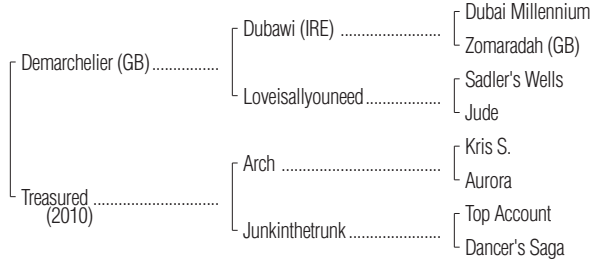 Dubai Millennium
Dubawi (IRE) ..................
Zomaradah (GB)
Demarchelier (GB)................
Sadler's Wells
Loveisallyouneed..................
Jude
Kris S.
Arch ..............................
Aurora
Treasured ..............................
(2010)
Top Account
Junkinthetrunk ......................
Dancer's Saga